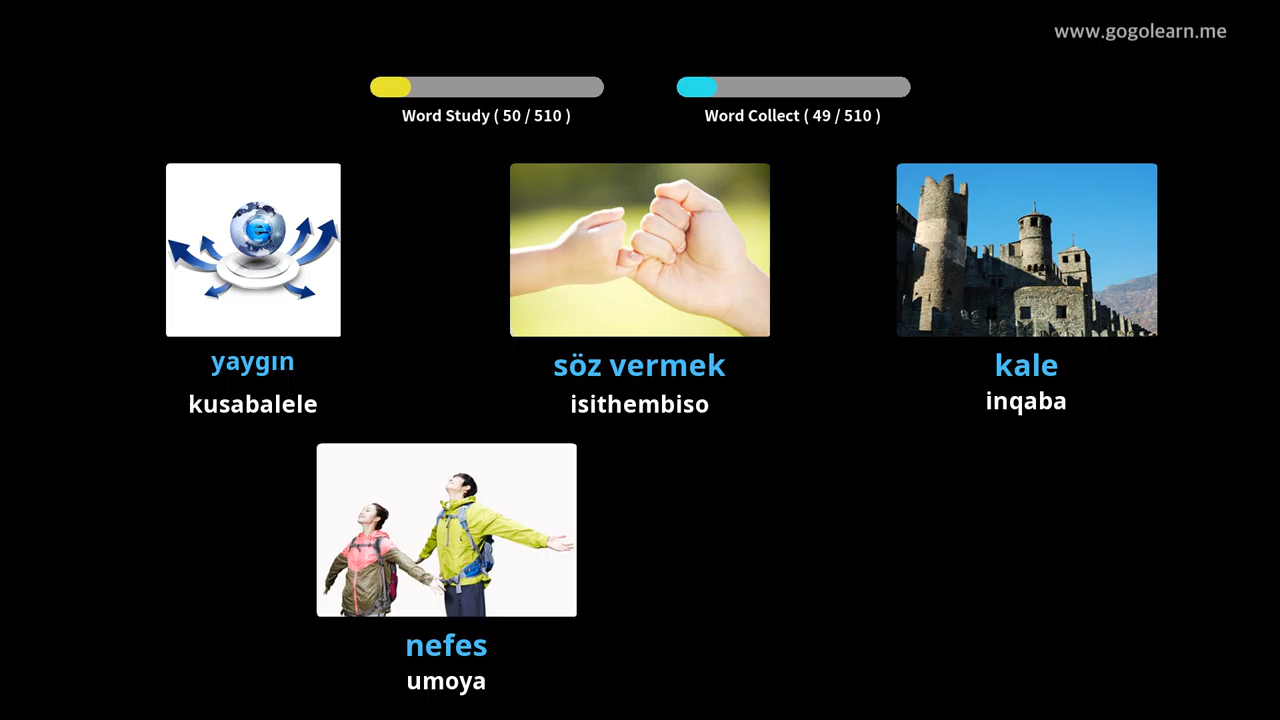 www.gogolearn.me
Word Study ( 50 / 510 )
Word Collect ( 49 / 510 )
e
yaygın
kusabalele
söz vermek
isithembiso
kale
inqaba
nefes
umoya